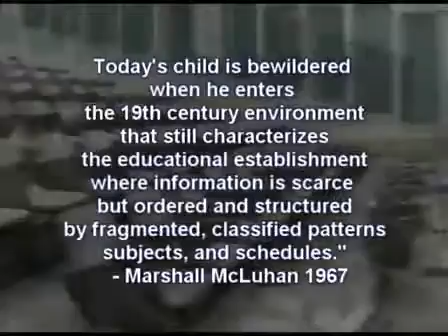 Today's child is bewildered
when he enters
the 19th century environment
that still characterizes
the educational establishment
where information is scarce
but ordered and structured
by fragmented, classified patterns
subjects, and schedules."
- Marshall McLuhan 1967